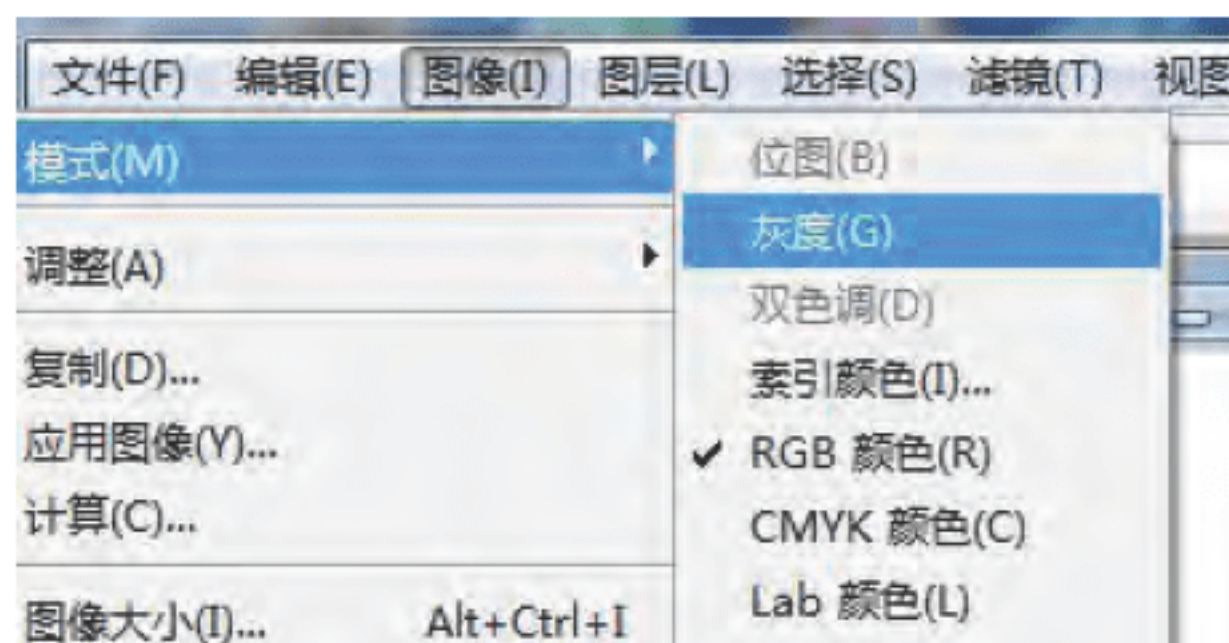 文件(F) 编辑(E) 图像(I) 图层(L) 选择(S) 滤镜(T) 视图
模式(M)
调整(A)
复制(D)...
应用图像(Y)...
计算(C)...
图像大小(I)... Alt+Ctrl+I
位图(B)
灰度(G)
双色调(D)
索引颜色(I)...
✔ RGB 颜色(R)
CMYK 颜色(C)
Lab 颜色(L)